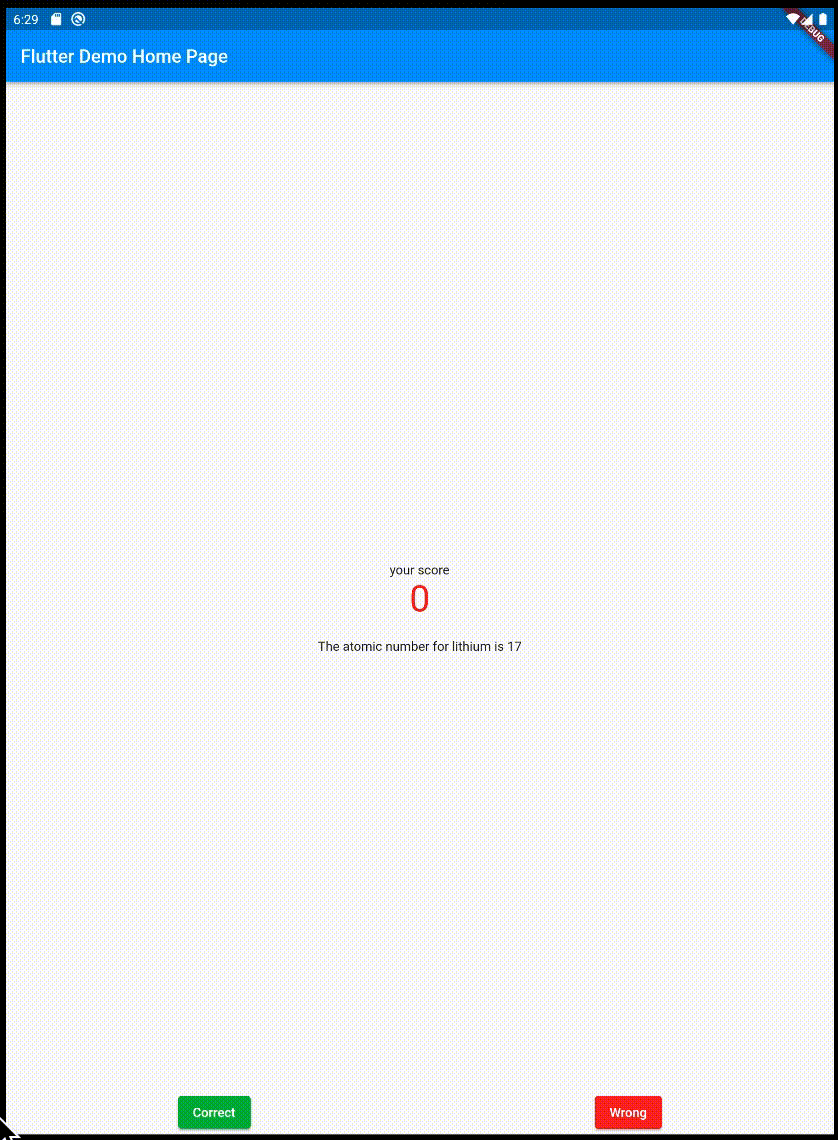 6:29
DEBUG
Flutter Demo Home Page
your score
0
The atomic number for lithium is 17
Correct
Wrong